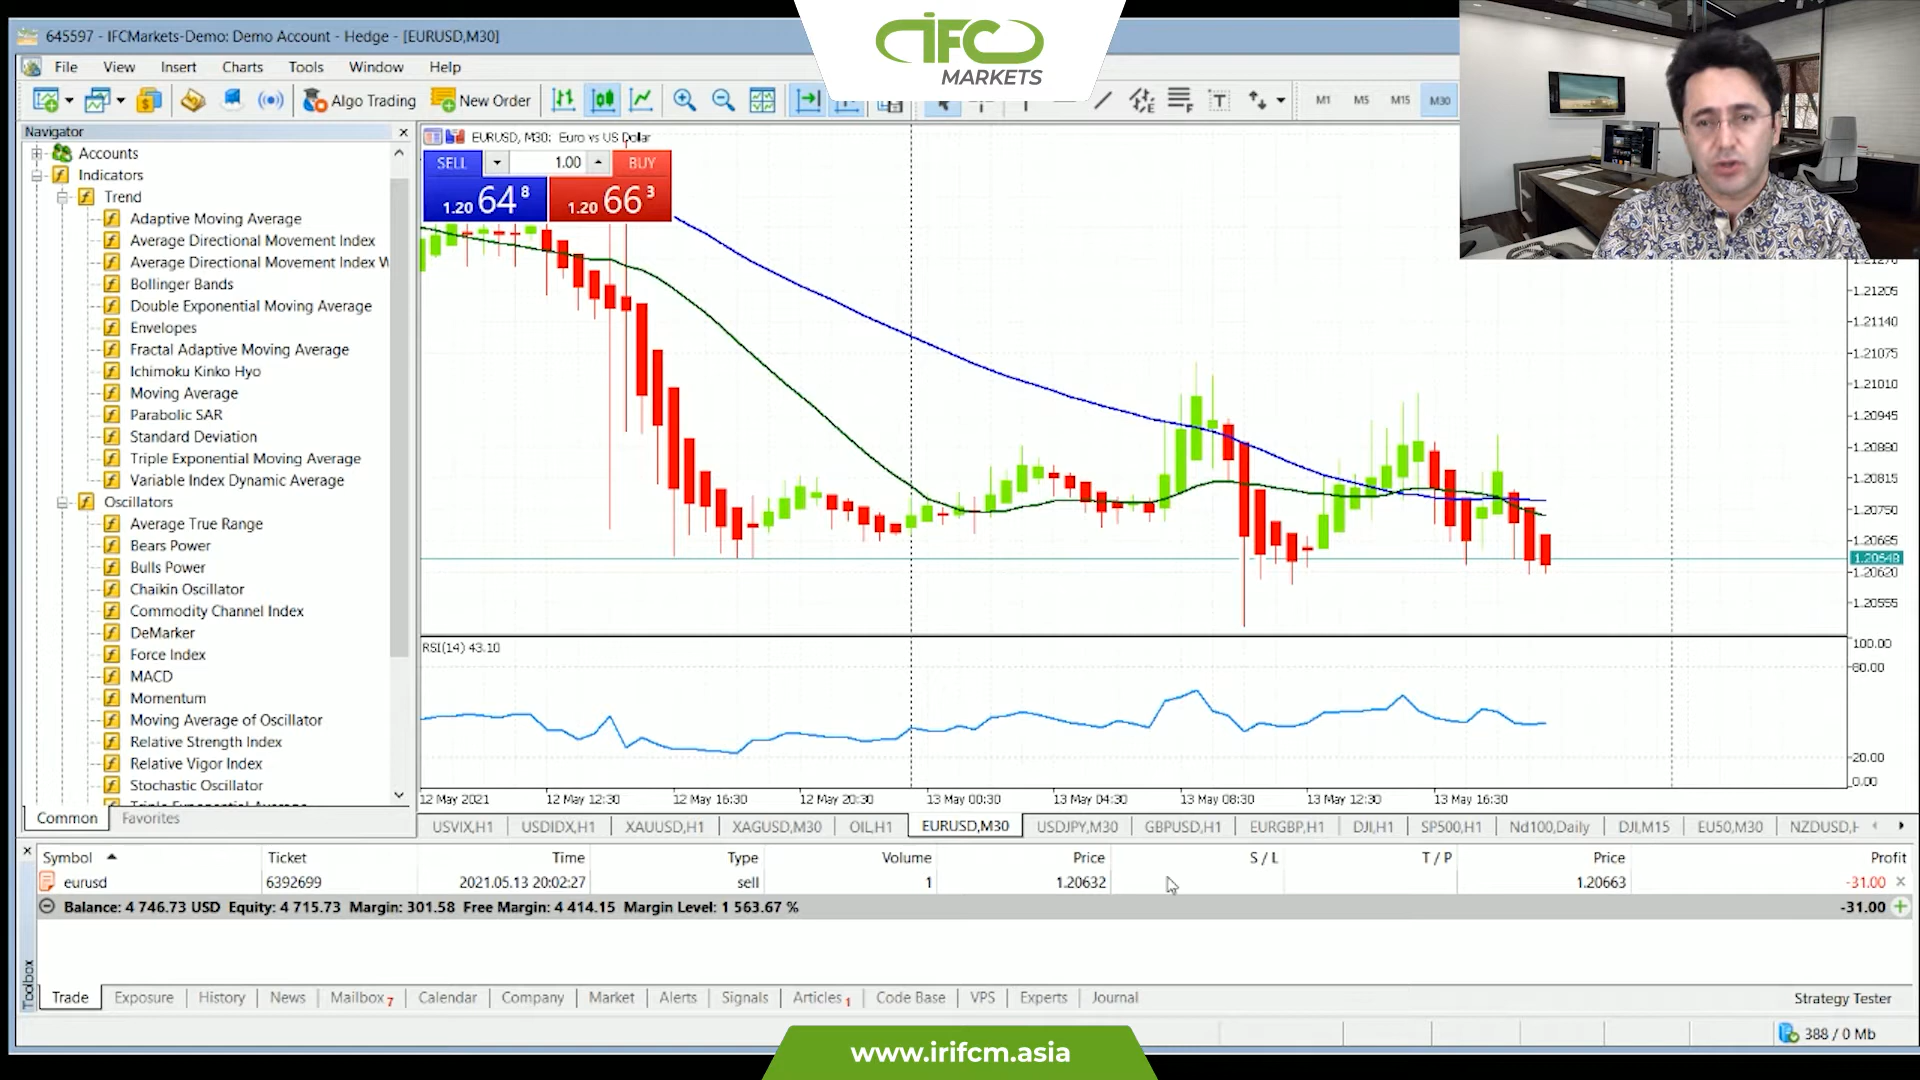 iFC
MARKETS
645597 - IFCMarkets-Demo: Demo Account - Hedge - [EURUSD,M30]
File View Insert Charts Tools Window Help
Algo Trading New Order M1 M5 M15 M30
Navigator
Accounts
Indicators
Trend
Adaptive Moving Average
Average Directional Movement Index
Average Directional Movement Index W
Bollinger Bands
Double Exponential Moving Average
Envelopes
Fractal Adaptive Moving Average
Ichimoku Kinko Hyo
Moving Average
Parabolic SAR
Standard Deviation
Triple Exponential Moving Average
Variable Index Dynamic Average
Oscillators
Average True Range
Bears Power
Bulls Power
Chaikin Oscillator
Commodity Channel Index
DeMarker
Force Index
MACD
Momentum
Moving Average of Oscillator
Relative Strength Index
Relative Vigor Index
Stochastic Oscillator
Common Favorites
EURUSD, M30: Euro vs US Dollar
SELL 1.00 BUY
1.20 64 8 1.20 66 3
1.21205
1.21140
1.21075
1.21010
1.20945
1.20880
1.20815
1.20750
1.20685
1.20548
1.20620
1.20555
RSI(14) 43.10
100.00
80.00
20.00
0.00
12 May 2021 12 May 12:30 12 May 16:30 12 May 20:30 13 May 00:30 13 May 04:30 13 May 08:30 13 May 12:30 13 May 16:30
USVIX,H1 USDIDX,H1 XAUUSD,H1 XAGUSD,M30 OIL,H1 EURUSD,M30 USDJPY,M30 GBPUSD,H1 EURGBP,H1 DJI,H1 SP500,H1 Nd100,Daily DJI,M15 EU50,M30 NZDUSD,H
Symbol Ticket Time Type Volume Price S / L T / P Price Profit
eurusd 6392699 2021.05.13 20:02:27 sell 1 1.20632 1.20663 -31.00
Balance: 4 746.73 USD Equity: 4 715.73 Margin: 301.58 Free Margin: 4 414.15 Margin Level: 1 563.67 % -31.00
Toolbox
Trade Exposure History News Mailbox 7 Calendar Company Market Alerts Signals Articles 1 Code Base VPS Experts Journal Strategy Tester
388 / 0 Mb
www.irifcm.asia